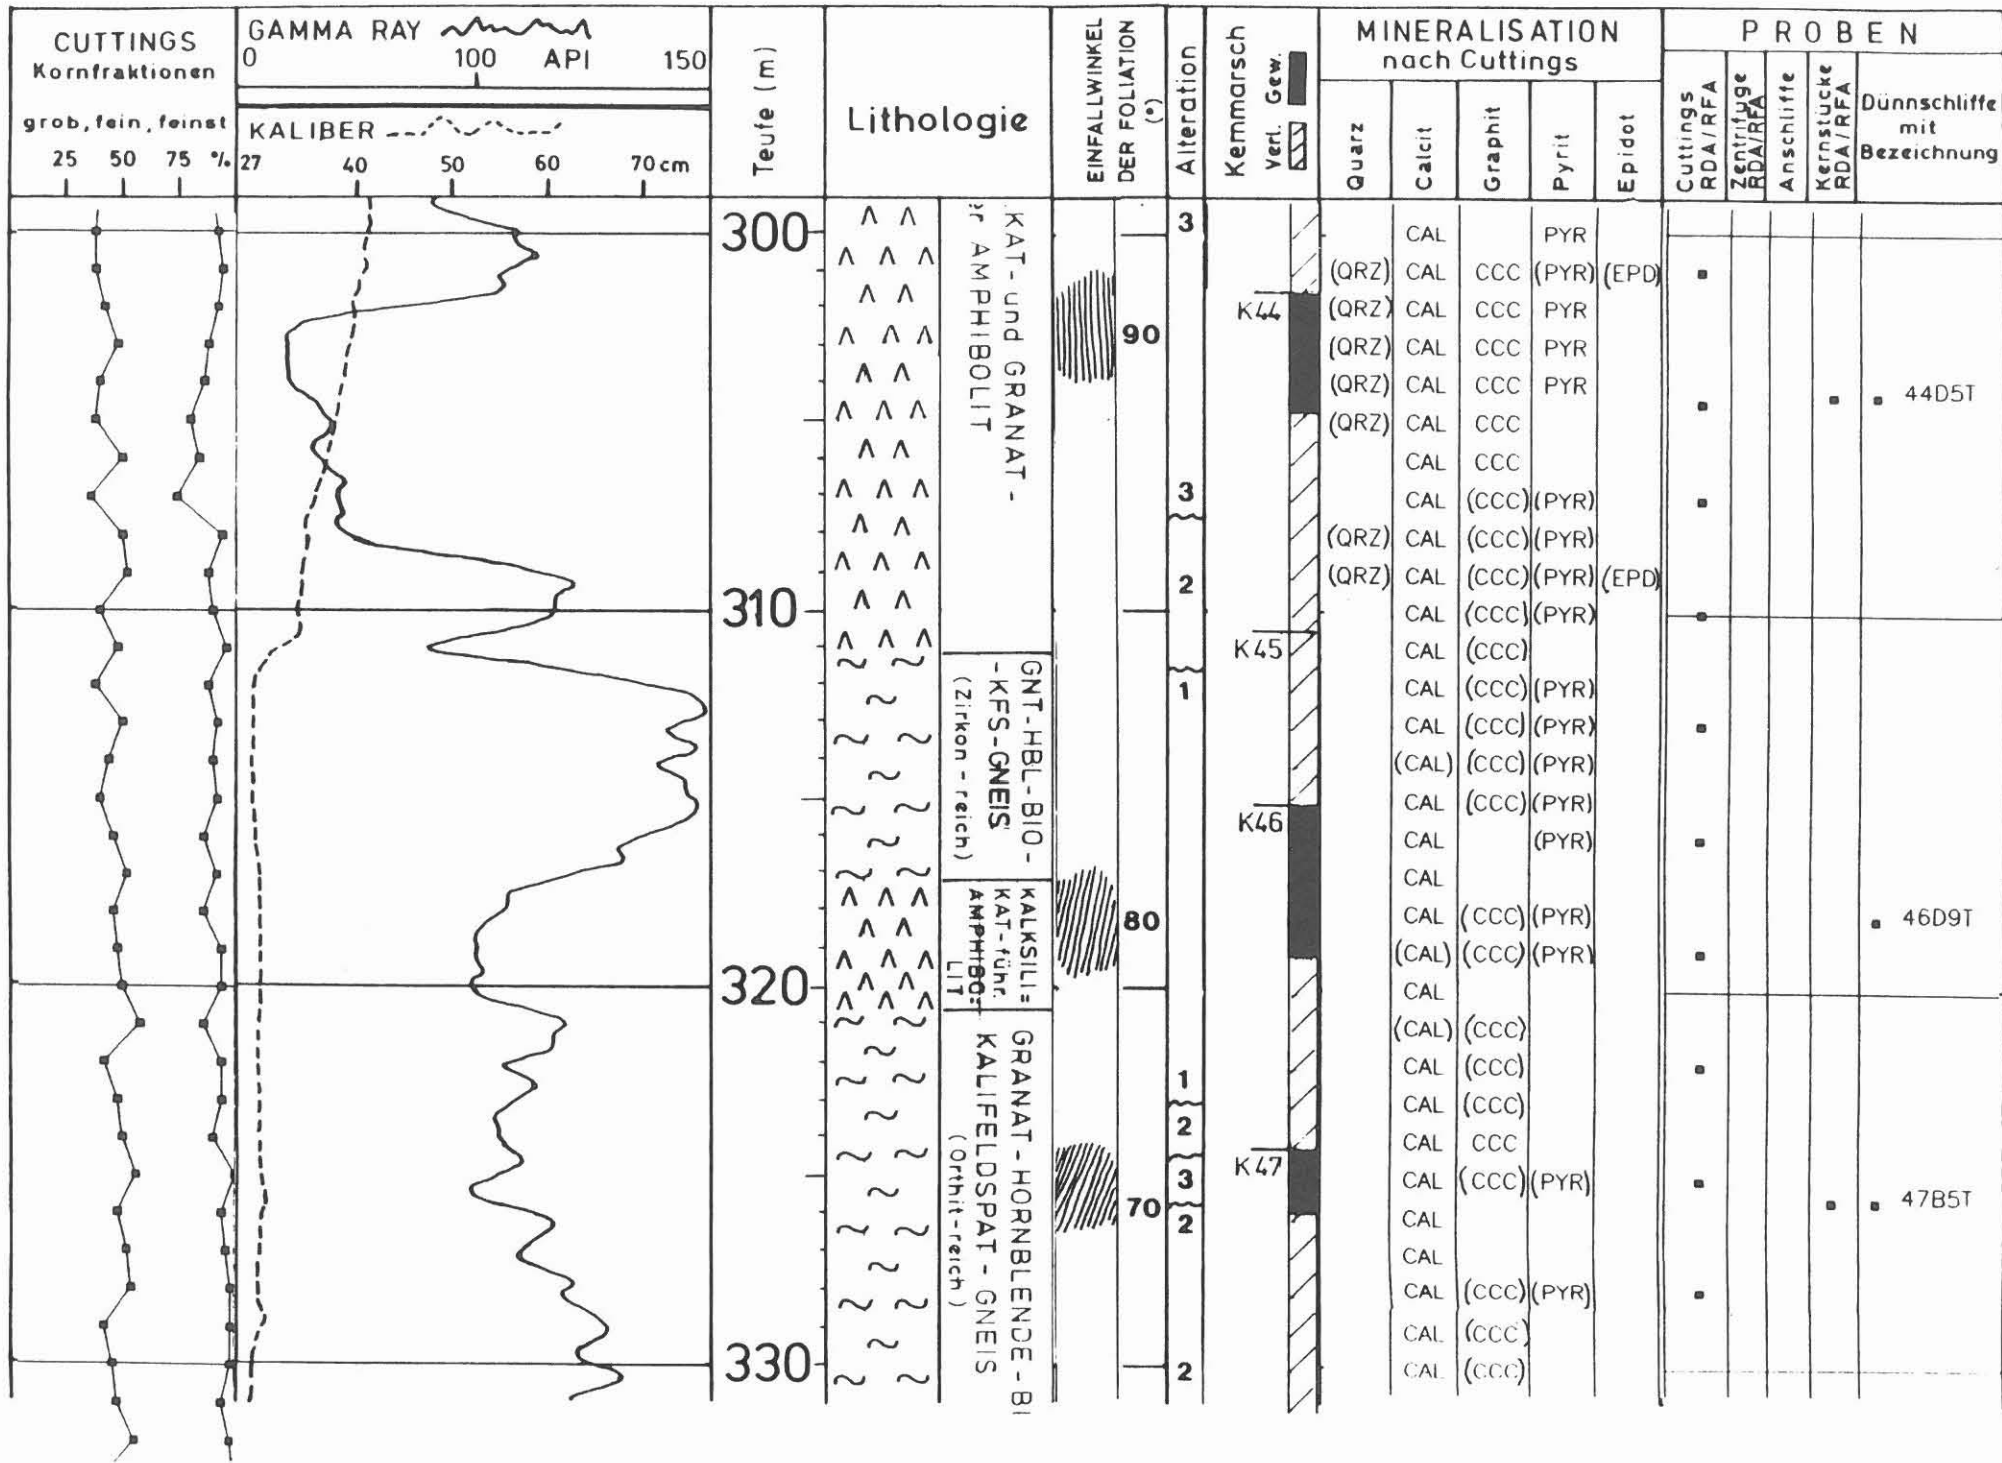 CUTTINGS
Kornfraktionen
grob, fein, feinst
25 50 75 %
GAMMA RAY
0 100 API 150
KALIBER
27 40 50 60 70 cm
Teufe (m)
Lithologie
EINFALLWINKEL
DER FOLIATION
(°)
Alteration
Kernmarsch
Verl. Gew.
MINERALISATION
nach Cuttings
Quarz
Calcit
Graphit
Pyrit
Epidot
PROBEN
Cuttings
RDA/RFA
Zentrifuge
RDA/RFA
Anschliffe
Kernstücke
RDA/RFA
Dünnschliffe
mit
Bezeichnung
300
310
320
330
KAT- und GRANAT-
er AMPHIBOLIT
GNT-HBL-BIO-
-KFS-GNEIS
(Zirkon-reich)
KALKSILI=
KAT-führ.
AMPHIBO=
LIT
GRANAT-HORNBLENDE-BI
KALIFELDSPAT-GNEIS
(Orthit-reich)
90
80
70
3
3
2
1
1
2
3
2
2
K44
K45
K46
K47
CAL PYR
(QRZ) CAL CCC (PYR) (EPD)
(QRZ) CAL CCC PYR
(QRZ) CAL CCC PYR
(QRZ) CAL CCC PYR
(QRZ) CAL CCC
CAL CCC
CAL (CCC) (PYR)
(QRZ) CAL (CCC) (PYR)
(QRZ) CAL (CCC) (PYR) (EPD)
CAL (CCC) (PYR)
CAL (CCC)
CAL (CCC) (PYR)
CAL (CCC) (PYR)
(CAL) (CCC) (PYR)
CAL (CCC) (PYR)
CAL (PYR)
CAL
CAL (CCC) (PYR)
(CAL) (CCC) (PYR)
CAL
(CAL) (CCC)
CAL (CCC)
CAL (CCC)
CAL CCC
CAL (CCC) (PYR)
CAL
CAL
CAL (CCC) (PYR)
CAL (CCC)
CAL (CCC)
44D5T
46D9T
47B5T